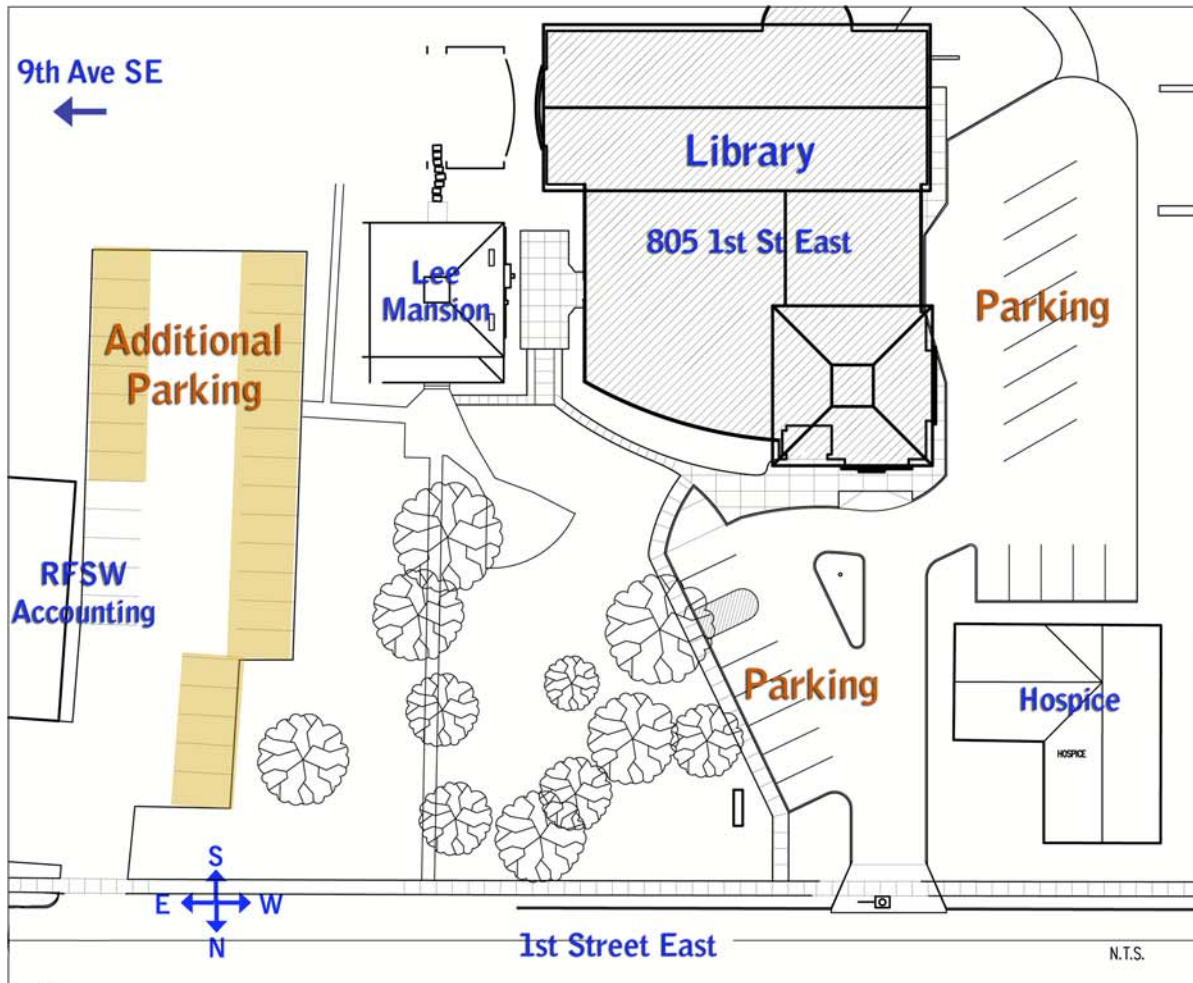 9th Ave SE
Library
805 1st St East
Lee
Mansion
Parking
Additional
Parking
RFSW
Accounting
Parking
Hospice
HOSPICE
S
E
W
N
1st Street East
N.T.S.